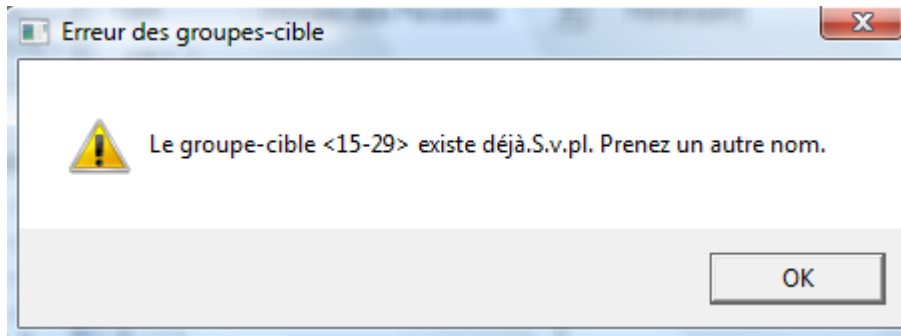 Erreur des groupes-cible
Le groupe-cible <15-29> existe déjà.S.v.pl. Prenez un autre nom.
OK